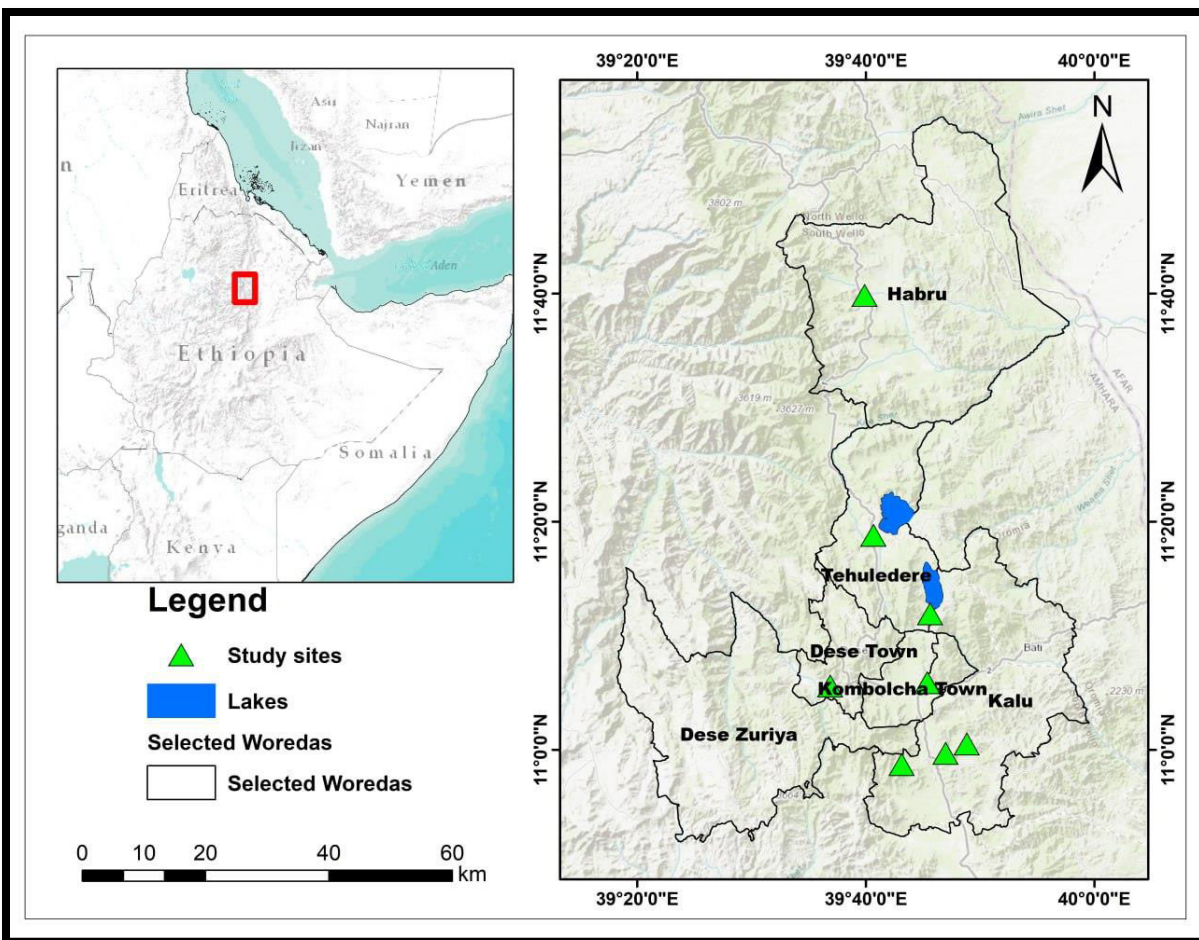 Asir
Najran
Jizan
n
Eritrea
Yemen
Aden
Ethiopia
Somalia
ganda
Kenya
Legend
Study sites
Lakes
Selected Woredas
Selected Woredas
0 10 20 40 60
km
39°20'0"E 39°40'0"E 40°0'0"E
N
3802 m
North Wello
South Wello
11°40'0"N
Habru
11°40'0"N
AFAR
AMHARA
3619 m
3627 m
11°20'0"N
11°20'0"N
Oromia
Tehuledere
Dese Town
Bati
2
Kombolcha Town
2230 m
Kalu
Dese Zuriya
11°0'0"N
11°0'0"N
39°20'0"E 39°40'0"E 40°0'0"E